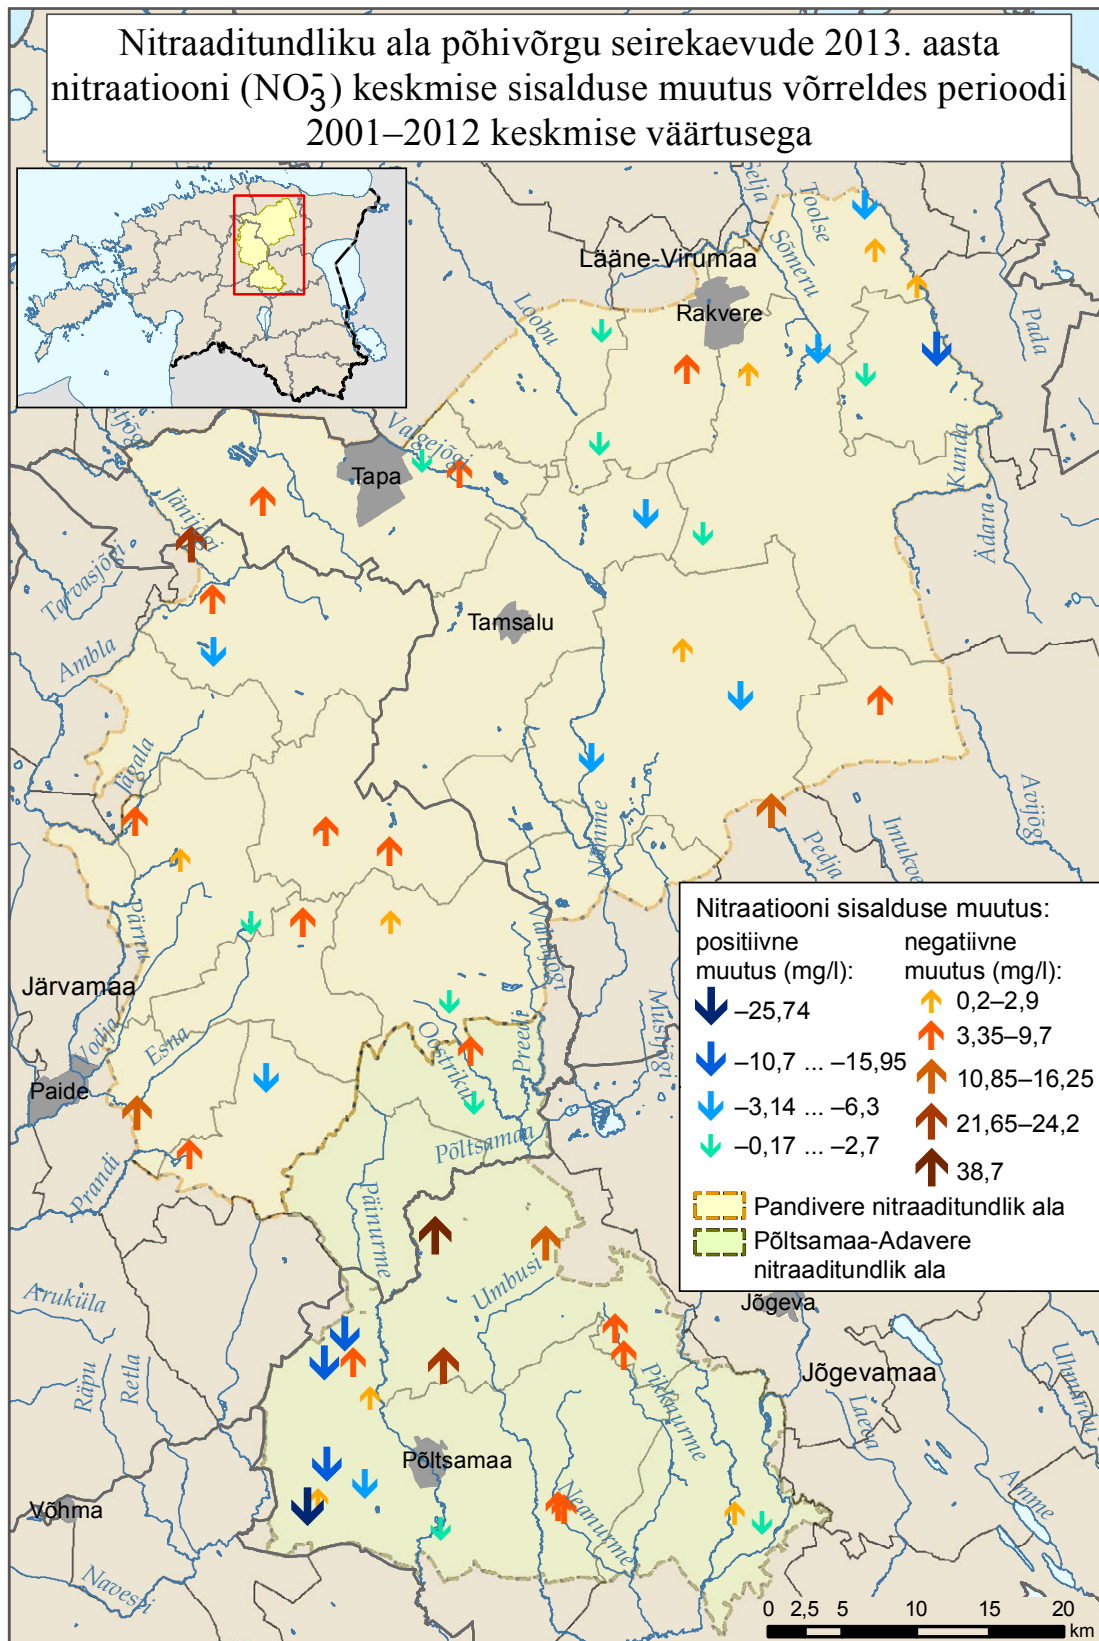 Nitraaditundliku ala põhivõrgu seirekaevude 2013. aasta
nitraatiooni (NO₃⁻) keskmise sisalduse muutus võrreldes perioodi
2001–2012 keskmise väärtusega
Selja
Toolse
Sõmeru
Lääne-Virumaa
Rakvere
Loobu
Pada
Kunda
Ädara
Valgejõgi
Tapa
Jänijõgi
Tarvasjõgi
Ambla
Tamsalu
Jägala
Nõmme
Avijõgi
Pedja
Imukve
Pärnu
Vahujõgi
Järvamaa
Vodja
Esna
Paide
Oostriku
Preedi
Mustjõgi
Põltsamaa
Prandi
Päinurme
Umbusi
Aruküla
Räpu
Retla
Jõgeva
Jõgevamaa
Pikknurme
Laeva
Uhmardu
Amme
Põltsamaa
Neanurme
Võhma
Navesti
Nitraatiooni sisalduse muutus:
positiivne
muutus (mg/l):
–25,74
–10,7 ... –15,95
–3,14 ... –6,3
–0,17 ... –2,7
negatiivne
muutus (mg/l):
0,2–2,9
3,35–9,7
10,85–16,25
21,65–24,2
38,7
Pandivere nitraaditundlik ala
Põltsamaa-Adavere
nitraaditundlik ala
0 2,5 5 10 15 20
km